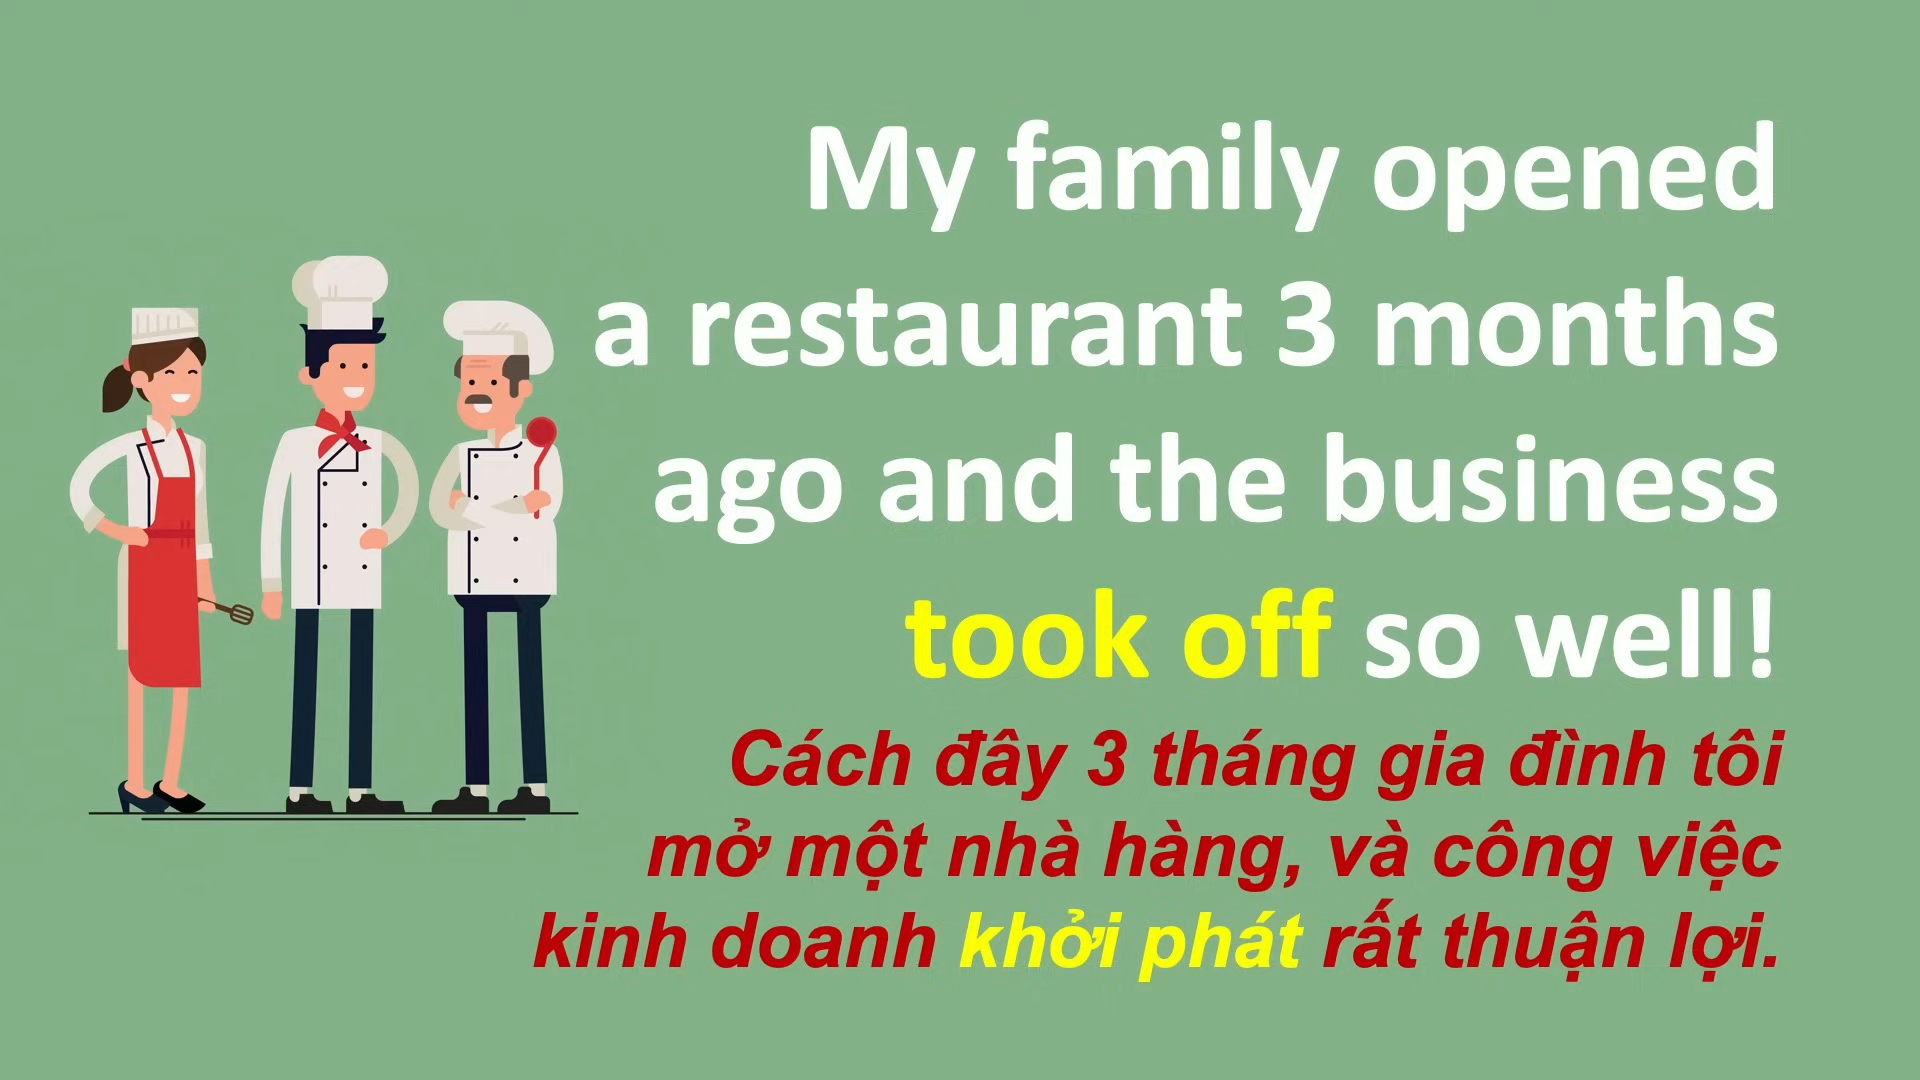 My family opened
a restaurant 3 months
ago and the business
took off so well!
Cách đây 3 tháng gia đình tôi
mở một nhà hàng, và công việc
kinh doanh khởi phát rất thuận lợi.